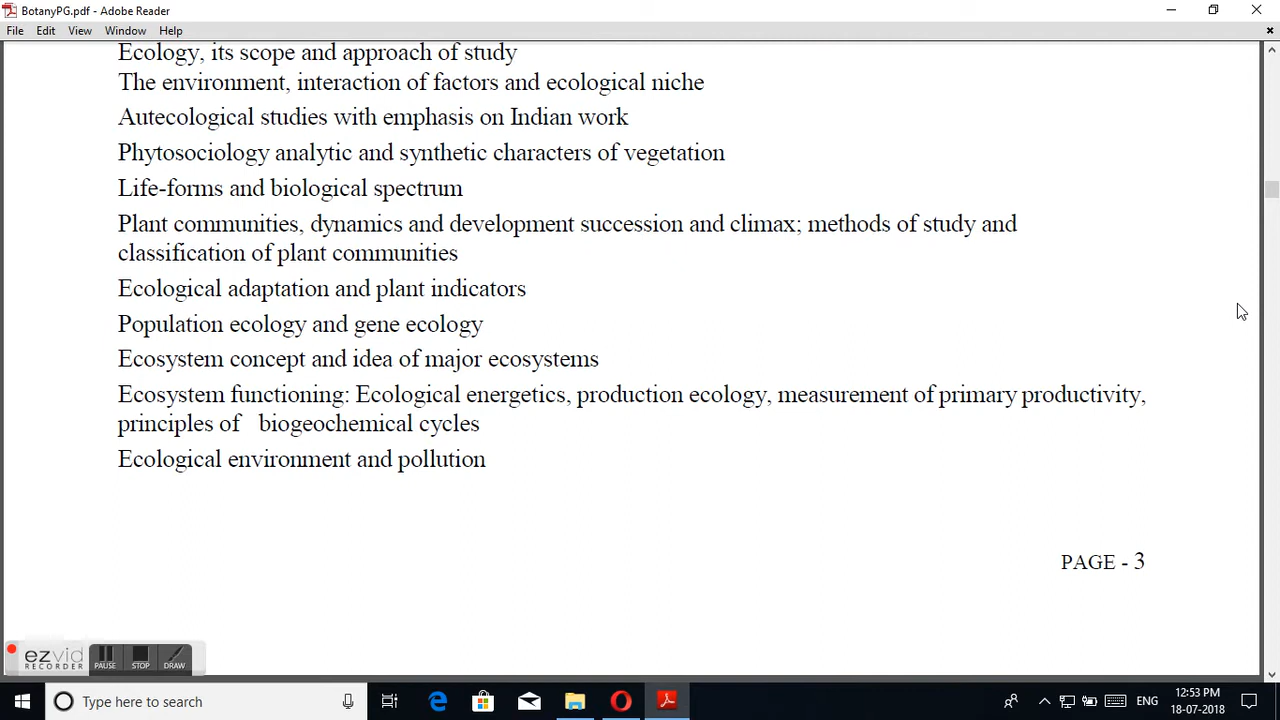 BotanyPG.pdf - Adobe Reader
File Edit View Window Help
Ecology, its scope and approach of study
The environment, interaction of factors and ecological niche
Autecological studies with emphasis on Indian work
Phytosociology analytic and synthetic characters of vegetation
Life-forms and biological spectrum
Plant communities, dynamics and development succession and climax; methods of study and
classification of plant communities
Ecological adaptation and plant indicators
Population ecology and gene ecology
Ecosystem concept and idea of major ecosystems
Ecosystem functioning: Ecological energetics, production ecology, measurement of primary productivity,
principles of biogeochemical cycles
Ecological environment and pollution
PAGE - 3
ezvid
RECORDER
PAUSE STOP DRAW
Type here to search
ENG
12:53 PM
18-07-2018